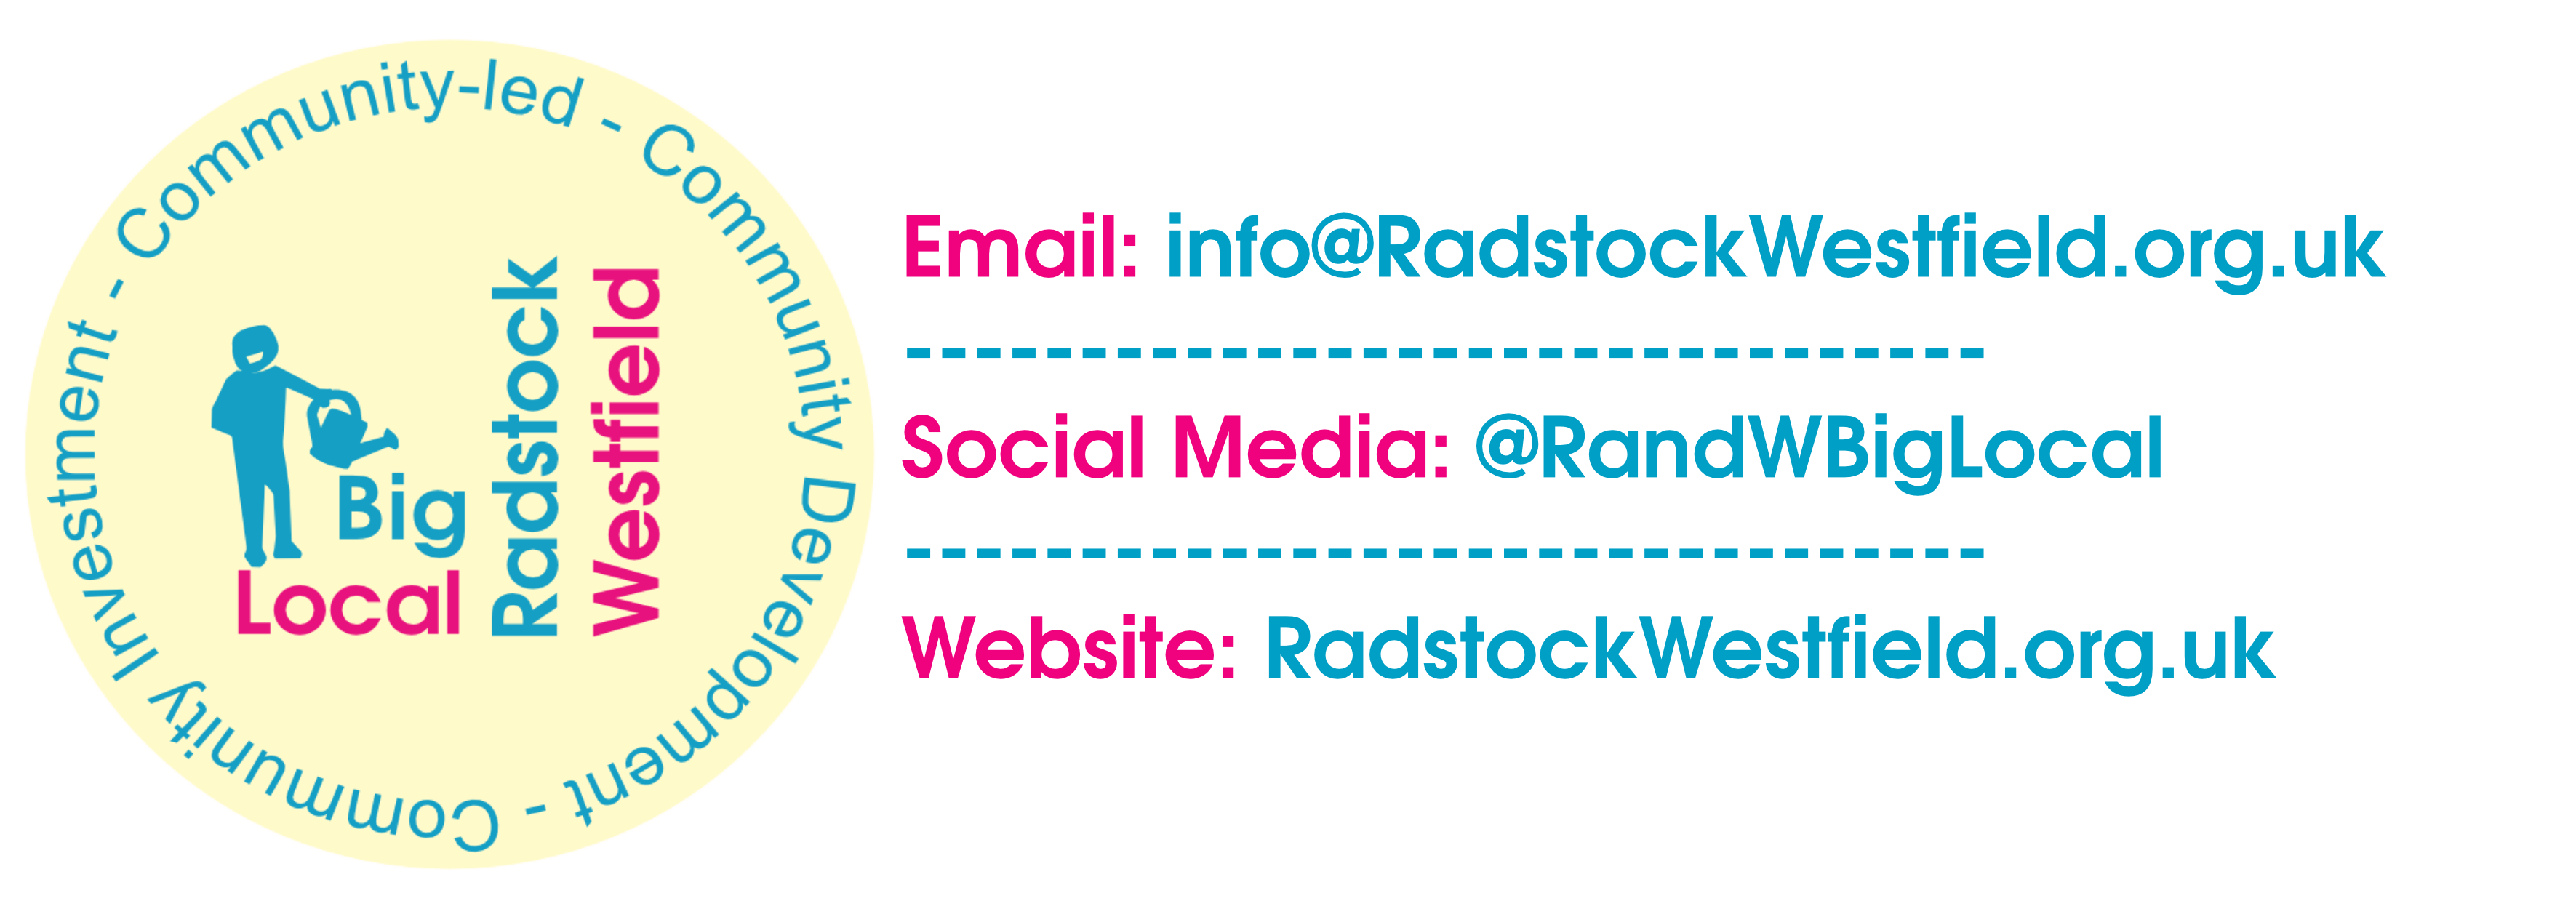 Community-led - Community Development - Community Investment -
Big
Local
Radstock
Westfield
Email: info@RadstockWestfield.org.uk
-------------------------------
Social Media: @RandWBigLocal
-------------------------------
Website: RadstockWestfield.org.uk